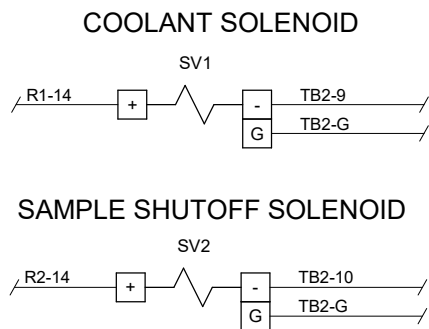 COOLANT SOLENOID
SV1
R1-14 + - TB2-9
G TB2-G
SAMPLE SHUTOFF SOLENOID
SV2
R2-14 + - TB2-10
G TB2-G